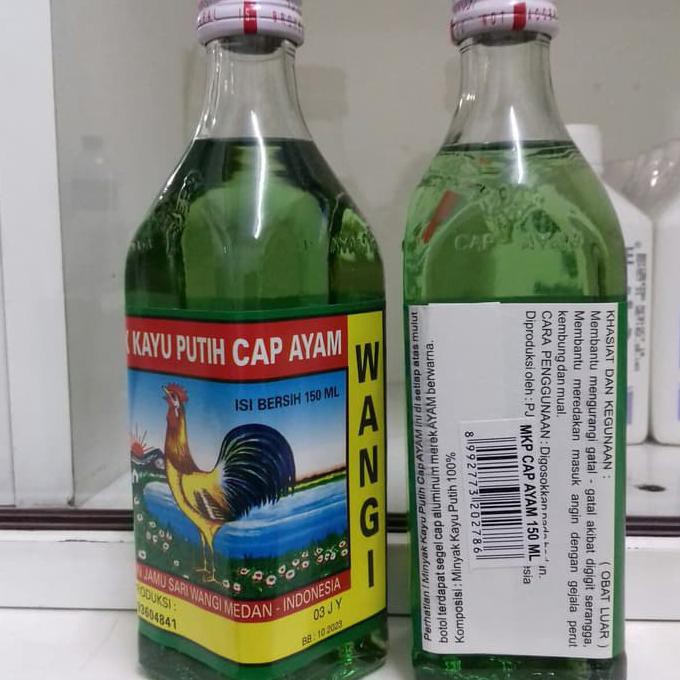 KAYU PUTIH CAP AYAM
ISI BERSIH 150 ML
WANGI
JAMU SARI WANGI MEDAN - INDONESIA
03 J Y
BB : 10.2023
CAP AYAM
KHASIAT DAN KEGUNAAN : ( OBAT LUAR )
Membantu mengurangi gatal - gatal akibat digigit serangga,
Membantu meredakan masuk angin dengan gejala perut
kembung dan mual.
CARA PENGGUNAAN : Digosokkan
Diproduksi oleh : PJ
MKP CAP AYAM 150 ML
8992773202786
Perhatian ! Minyak Kayu Putih Cap AYAM ini di setiap atas mulut
botol terdapat segel cap aluminum merek AYAM berwarna.
Komposisi : Minyak Kayu Putih 100%